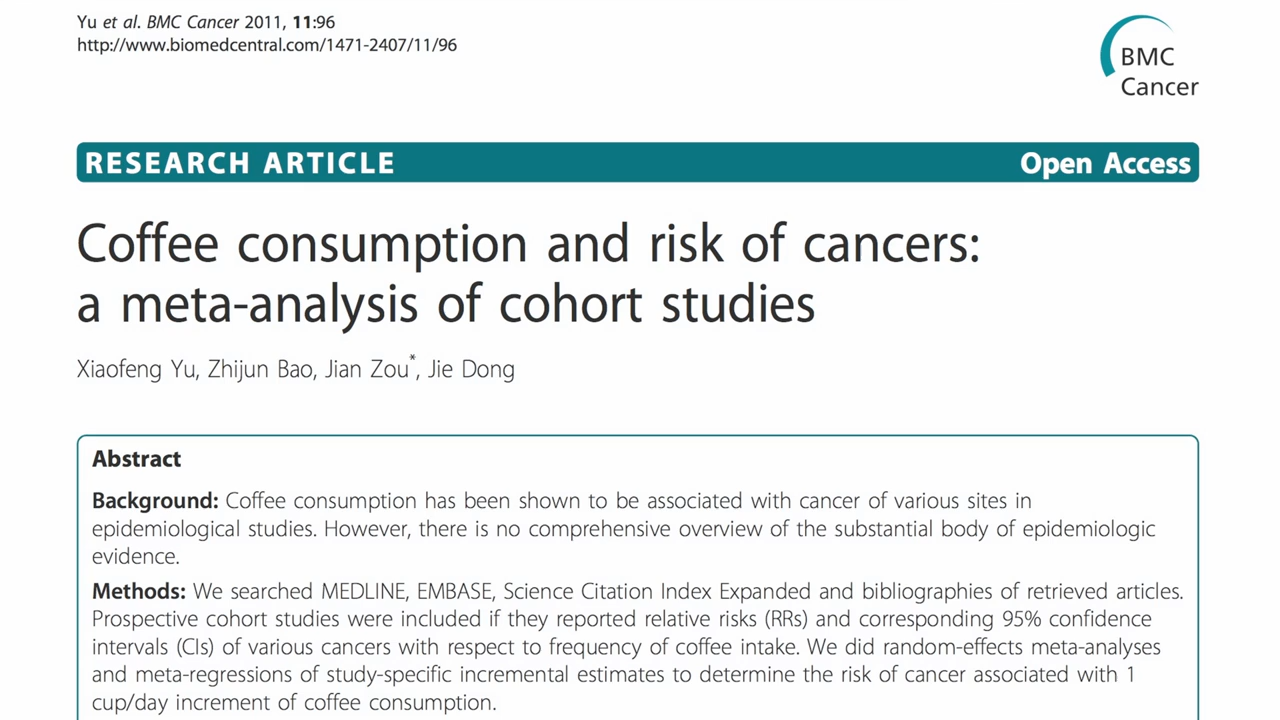 Yu et al. BMC Cancer 2011, 11:96
http://www.biomedcentral.com/1471-2407/11/96
BMC
Cancer
RESEARCH ARTICLE
Open Access
Coffee consumption and risk of cancers:
a meta-analysis of cohort studies
Xiaofeng Yu, Zhijun Bao, Jian Zou*, Jie Dong
Abstract
Background: Coffee consumption has been shown to be associated with cancer of various sites in
epidemiological studies. However, there is no comprehensive overview of the substantial body of epidemiologic
evidence.
Methods: We searched MEDLINE, EMBASE, Science Citation Index Expanded and bibliographies of retrieved articles.
Prospective cohort studies were included if they reported relative risks (RRs) and corresponding 95% confidence
intervals (CIs) of various cancers with respect to frequency of coffee intake. We did random-effects meta-analyses
and meta-regressions of study-specific incremental estimates to determine the risk of cancer associated with 1
cup/day increment of coffee consumption.